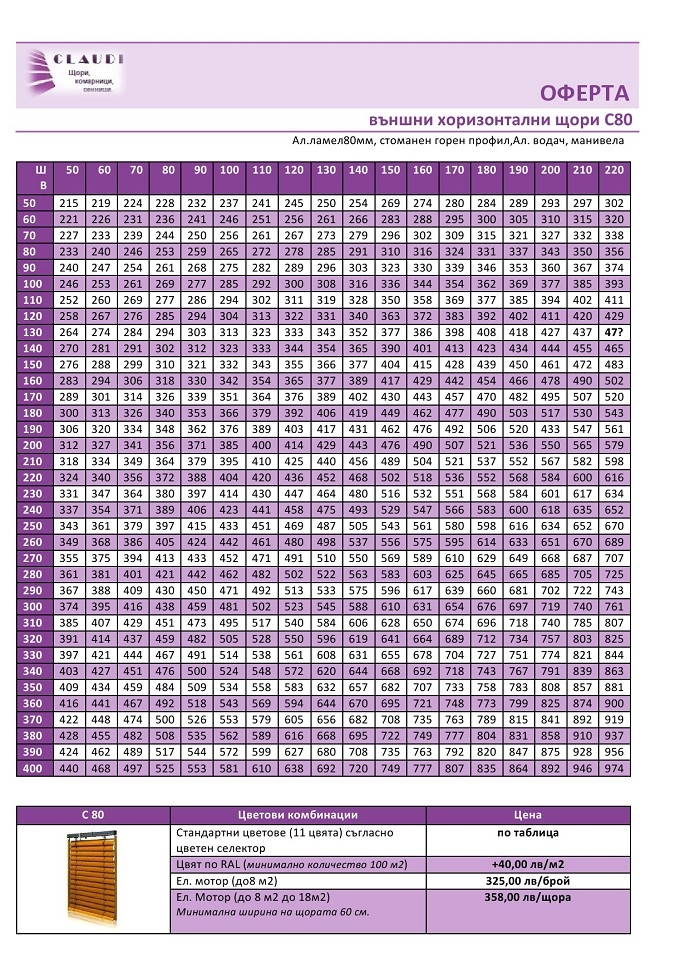 CLAUDI
Щори,
комарници,
сенници.
ОФЕРТА
външни хоризонтални щори С80
Ал.ламел80мм, стоманен горен профил,Ал. водач, манивела
Ш 50 60 70 80 90 100 110 120 130 140 150 160 170 180 190 200 210 220
В
50 215 219 224 228 232 237 241 245 250 254 269 274 280 284 289 293 297 302
60 221 226 231 236 241 246 251 256 261 266 283 288 295 300 305 310 315 320
70 227 233 239 244 250 256 261 267 273 279 296 302 309 315 321 327 332 338
80 233 240 246 253 259 265 272 278 285 291 310 316 324 331 337 343 350 356
90 240 247 254 261 268 275 282 289 296 303 323 330 339 346 353 360 367 374
100 246 253 261 269 277 285 292 300 308 316 336 344 354 362 369 377 385 393
110 252 260 269 277 286 294 302 311 319 328 350 358 369 377 385 394 402 411
120 258 267 276 285 294 304 313 322 331 340 363 372 383 392 402 411 420 429
130 264 274 284 294 303 313 323 333 343 352 377 386 398 408 418 427 437 47?
140 270 281 291 302 312 323 333 344 354 365 390 401 413 423 434 444 455 465
150 276 288 299 310 321 332 343 355 366 377 404 415 428 439 450 461 472 483
160 283 294 306 318 330 342 354 365 377 389 417 429 442 454 466 478 490 502
170 289 301 314 326 339 351 364 376 389 402 430 443 457 470 482 495 507 520
180 300 313 326 340 353 366 379 392 406 419 449 462 477 490 503 517 530 543
190 306 320 334 348 362 376 389 403 417 431 462 476 492 506 520 433 547 561
200 312 327 341 356 371 385 400 414 429 443 476 490 507 521 536 550 565 579
210 318 334 349 364 379 395 410 425 440 456 489 504 521 537 552 567 582 598
220 324 340 356 372 388 404 420 436 452 468 502 518 536 552 568 584 600 616
230 331 347 364 380 397 414 430 447 464 480 516 532 551 568 584 601 617 634
240 337 354 371 389 406 423 441 458 475 493 529 547 566 583 600 618 635 652
250 343 361 379 397 415 433 451 469 487 505 543 561 580 598 616 634 652 670
260 349 368 386 405 424 442 461 480 498 537 556 575 595 614 633 651 670 689
270 355 375 394 413 433 452 471 491 510 550 569 589 610 629 649 668 687 707
280 361 381 401 421 442 462 482 502 522 563 583 603 625 645 665 685 705 725
290 367 388 409 430 450 471 492 513 533 575 596 617 639 660 681 702 722 743
300 374 395 416 438 459 481 502 523 545 588 610 631 654 676 697 719 740 761
310 385 407 429 451 473 495 517 540 584 606 628 650 674 696 718 740 785 807
320 391 414 437 459 482 505 528 550 596 619 641 664 689 712 734 757 803 825
330 397 421 444 467 491 514 538 561 608 631 655 678 704 727 751 774 821 844
340 403 427 451 476 500 524 548 572 620 644 668 692 718 743 767 791 839 863
350 409 434 459 484 509 534 558 583 632 657 682 707 733 758 783 808 857 881
360 416 441 467 492 518 543 569 594 644 670 695 721 748 773 799 825 874 900
370 422 448 474 500 526 553 579 605 656 682 708 735 763 789 815 841 892 919
380 428 455 482 508 535 562 589 616 668 695 722 749 777 804 831 858 910 937
390 424 462 489 517 544 572 599 627 680 708 735 763 792 820 847 875 928 956
400 440 468 497 525 553 581 610 638 692 720 749 777 807 835 864 892 946 974
С 80 Цветови комбинации Цена
Стандартни цветове (11 цвята) съгласно по таблица
цветен селектор
Цвят по RAL (минимално количество 100 м2) +40,00 лв/м2
Ел. мотор (до8 м2) 325,00 лв/брой
Ел. Мотор (до 8 м2 до 18м2) 358,00 лв/щора
Минимална ширина на щората 60 см.